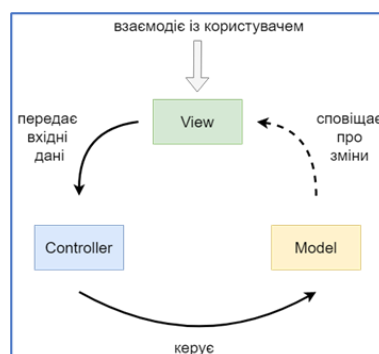 взаємодіє із користувачем
View
передає
вхідні
дані
сповіщає
про
зміни
Controller
Model
керує